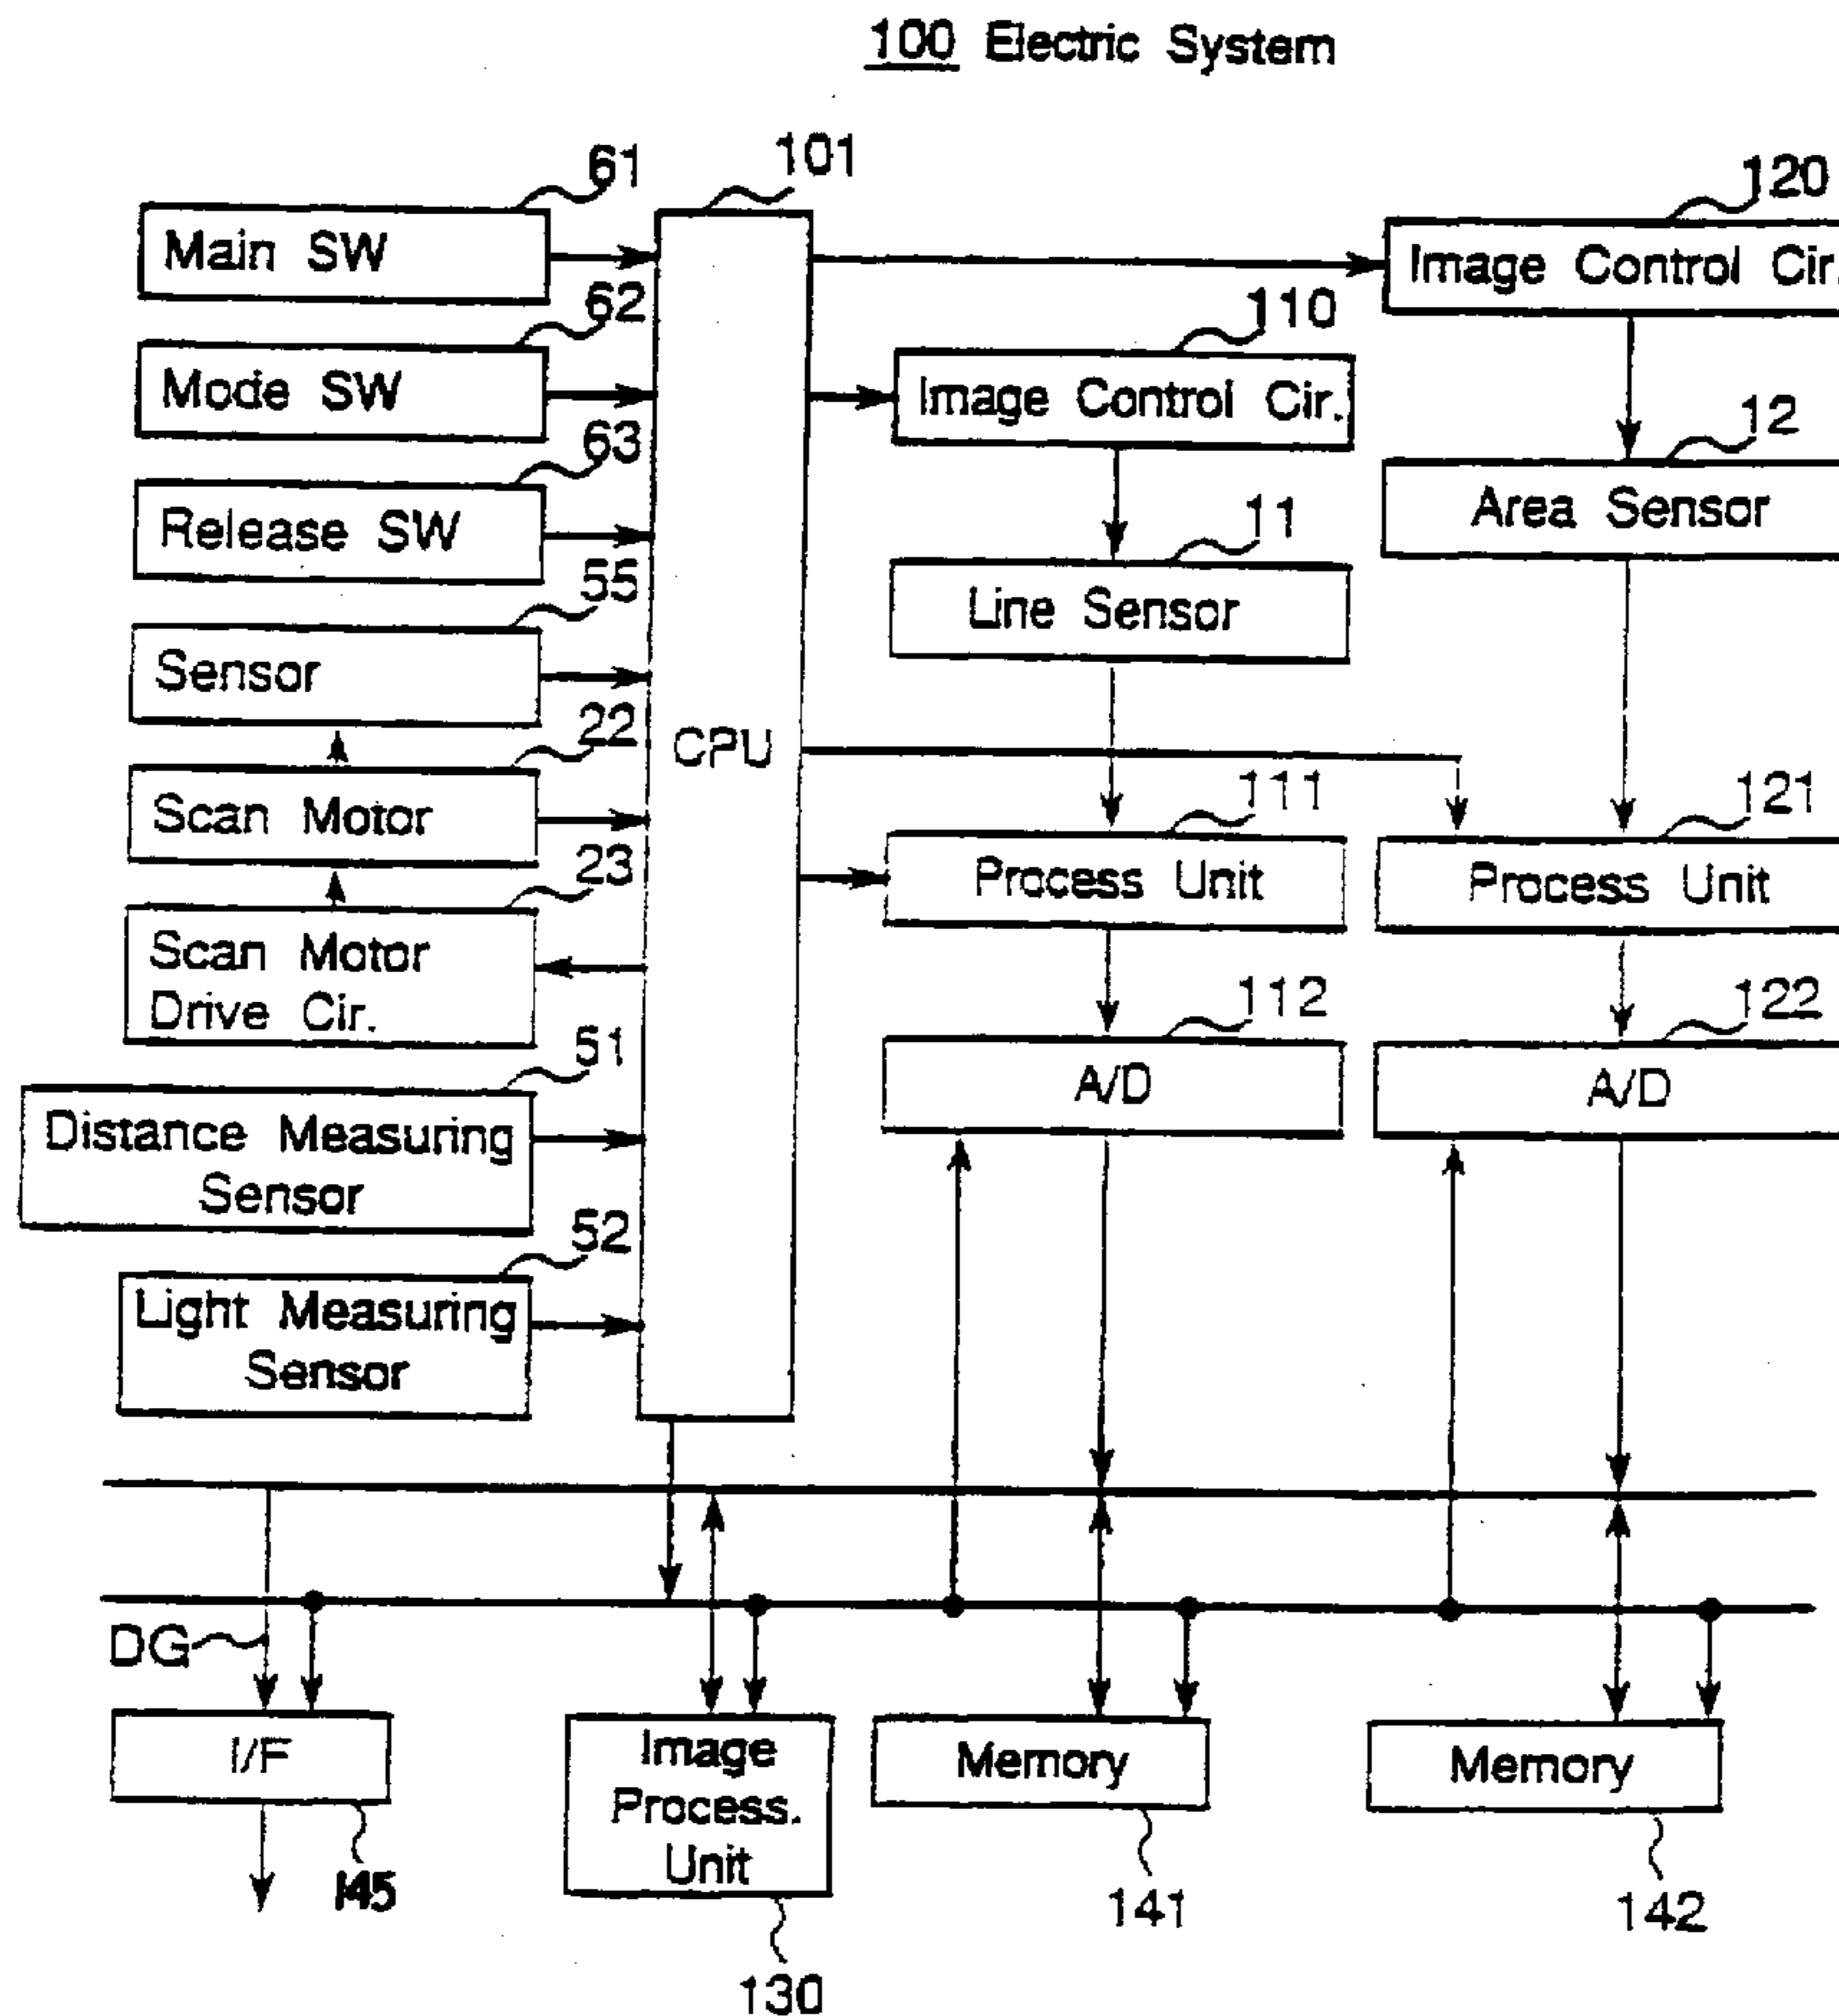 100 Electric System
61
Main SW
62
Mode SW
63
Release SW
55
Sensor
22
Scan Motor
23
Scan Motor
Drive Cir.
51
Distance Measuring
Sensor
52
Light Measuring
Sensor
101
CPU
120
Image Control Cir.
110
Image Control Cir.
12
Area Sensor
11
Line Sensor
111
Process Unit
121
Process Unit
112
A/D
122
A/D
DG
I/F
145
Image
Process.
Unit
130
Memory
141
Memory
142